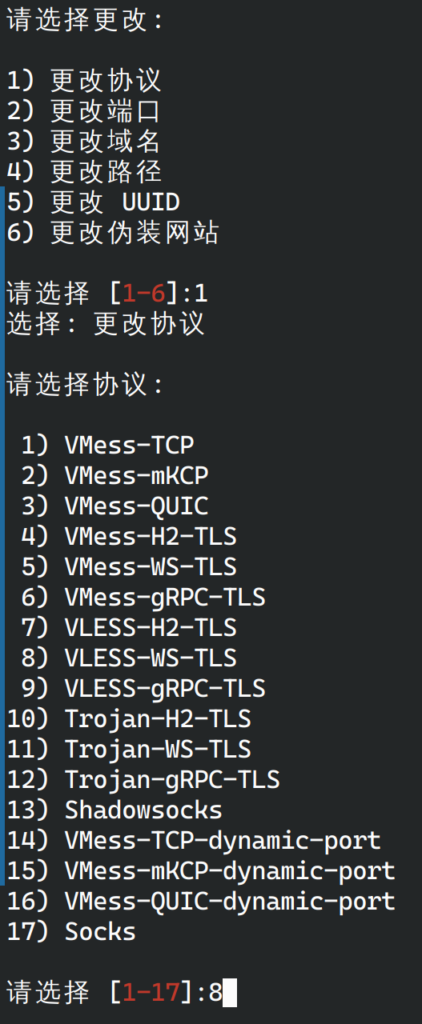 请选择更改:
1) 更改协议
2) 更改端口
3) 更改域名
4) 更改路径
5) 更改 UUID
6) 更改伪装网站
请选择 [1-6]:1
选择: 更改协议
请选择协议:
1) VMess-TCP
2) VMess-mKCP
3) VMess-QUIC
4) VMess-H2-TLS
5) VMess-WS-TLS
6) VMess-gRPC-TLS
7) VLESS-H2-TLS
8) VLESS-WS-TLS
9) VLESS-gRPC-TLS
10) Trojan-H2-TLS
11) Trojan-WS-TLS
12) Trojan-gRPC-TLS
13) Shadowsocks
14) VMess-TCP-dynamic-port
15) VMess-mKCP-dynamic-port
16) VMess-QUIC-dynamic-port
17) Socks
请选择 [1-17]:8